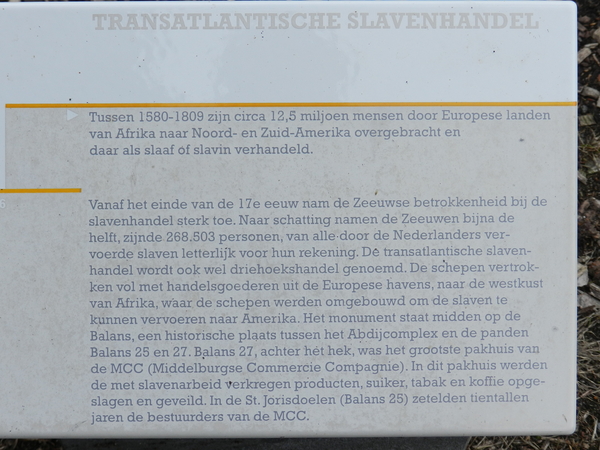 TRANSATLANTISCHE SLAVENHANDEL
Tussen 1580-1809 zijn circa 12,5 miljoen mensen door Europese landen
van Afrika naar Noord- en Zuid-Amerika overgebracht en
daar als slaaf of slavin verhandeld.
Vanaf het einde van de 17e eeuw nam de Zeeuwse betrokkenheid bij de
slavenhandel sterk toe. Naar schatting namen de Zeeuwen bijna de
helft, zijnde 268.503 personen, van alle door de Nederlanders ver-
voerde slaven letterlijk voor hun rekening. De transatlantische slaven-
handel wordt ook wel driehoekshandel genoemd. De schepen vertrok-
ken vol met handelsgoederen uit de Europese havens, naar de westkust
van Afrika, waar de schepen werden omgebouwd om de slaven te
kunnen vervoeren naar Amerika. Het monument staat midden op de
Balans, een historische plaats tussen het Abdijcomplex en de panden
Balans 25 en 27. Balans 27, achter het hek, was het grootste pakhuis van
de MCC (Middelburgse Commercie Compagnie). In dit pakhuis werden
de met slavenarbeid verkregen producten, suiker, tabak en koffie opge-
slagen en geveild. In de St. Jorisdoelen (Balans 25) zetelden tientallen
jaren de bestuurders van de MCC.